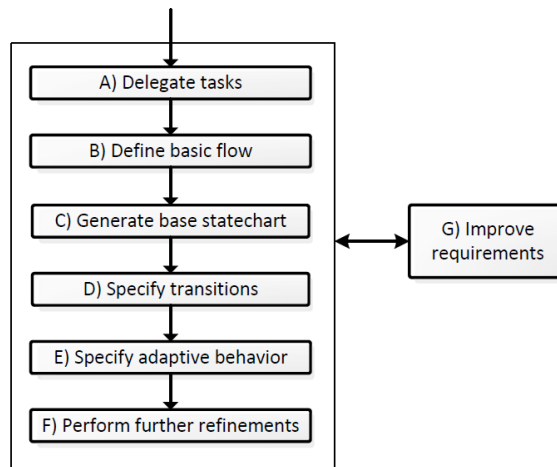 A) Delegate tasks
B) Define basic flow
C) Generate base statechart
D) Specify transitions
E) Specify adaptive behavior
F) Perform further refinements
G) Improve
requirements